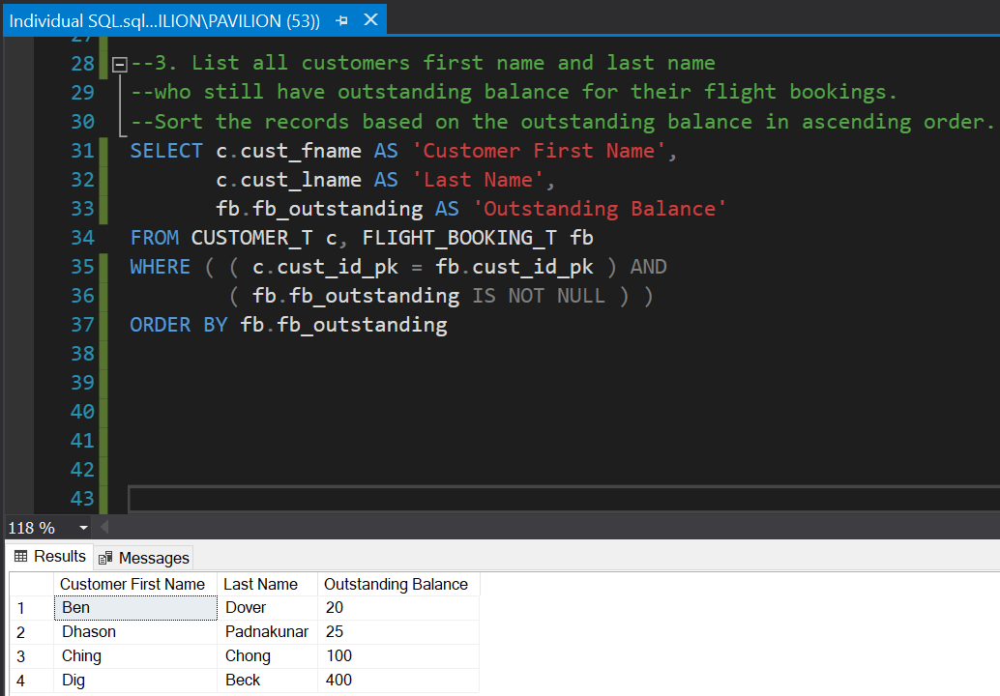 Individual SQL.sql...ILION\PAVILION (53))
27
28 --3. List all customers first name and last name
29 --who still have outstanding balance for their flight bookings.
30 --Sort the records based on the outstanding balance in ascending order.
31 SELECT c.cust_fname AS 'Customer First Name',
32 c.cust_lname AS 'Last Name',
33 fb.fb_outstanding AS 'Outstanding Balance'
34 FROM CUSTOMER_T c, FLIGHT_BOOKING_T fb
35 WHERE ( ( c.cust_id_pk = fb.cust_id_pk ) AND
36 ( fb.fb_outstanding IS NOT NULL ) )
37 ORDER BY fb.fb_outstanding
38
39
40
41
42
43
118 %
Results Messages
Customer First Name Last Name Outstanding Balance
1 Ben Dover 20
2 Dhason Padnakunar 25
3 Ching Chong 100
4 Dig Beck 400